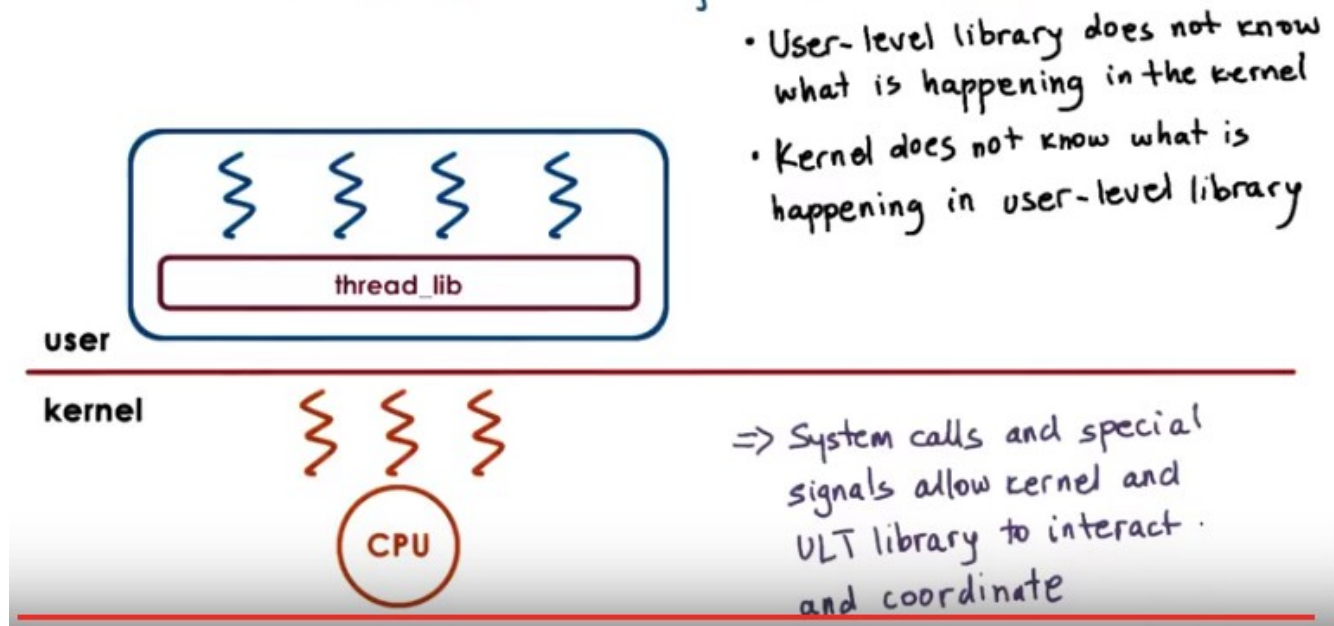 • User-level library does not know
what is happening in the kernel
• Kernel does not know what is
happening in user-level library
thread_lib
user
kernel
=> System calls and special
signals allow kernel and
ULT library to interact.
and coordinate
CPU